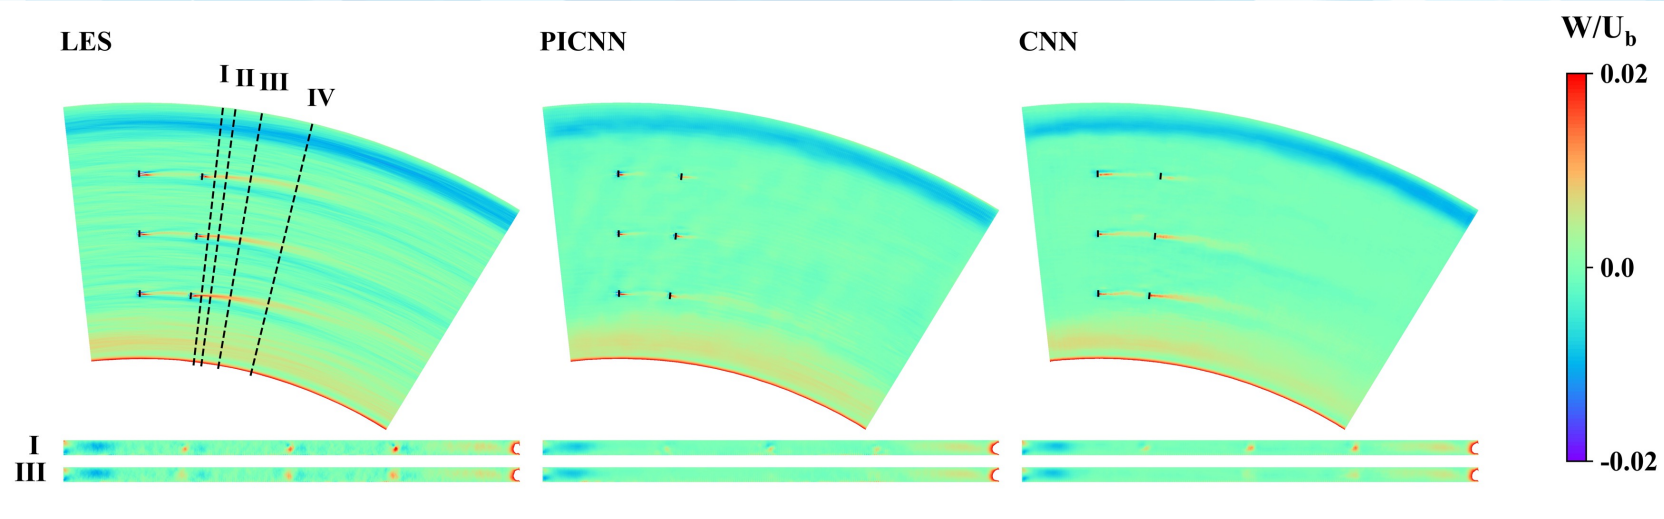 LES
PICNN
CNN
W/U_b
I II III IV
0.02
0.0
-0.02
I
III